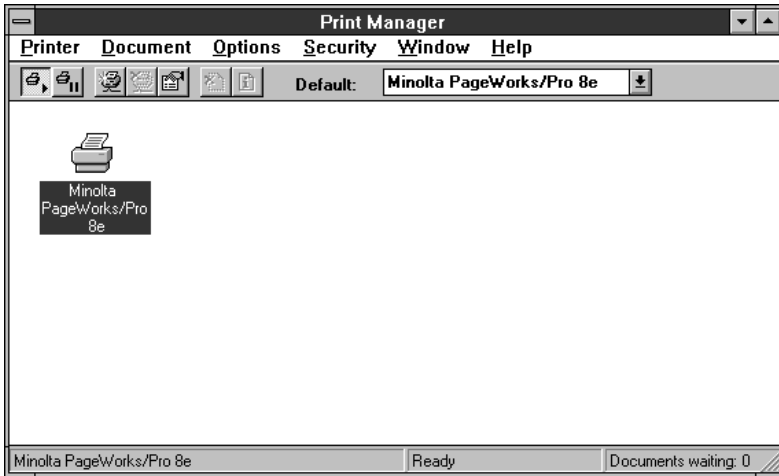 Print Manager
Printer Document Options Security Window Help
Default: Minolta PageWorks/Pro 8e
Minolta
PageWorks/Pro
8e
Minolta PageWorks/Pro 8e Ready Documents waiting: 0